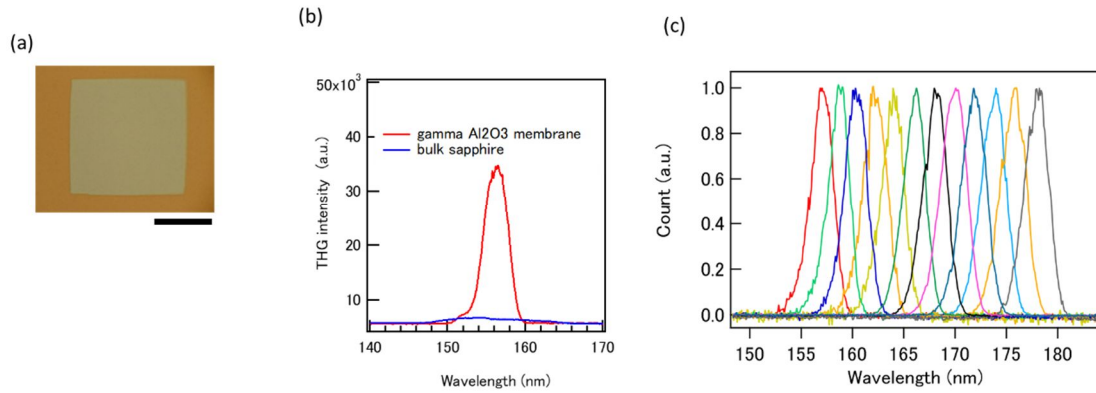 (a)
(b)
(c)
50x10³
40
30
20
10
THG intensity (a.u.)
gamma Al2O3 membrane
bulk sapphire
140
150
160
170
Wavelength (nm)
1.0
0.8
0.6
0.4
0.2
0.0
Count (a.u.)
150
155
160
165
170
175
180
Wavelength (nm)